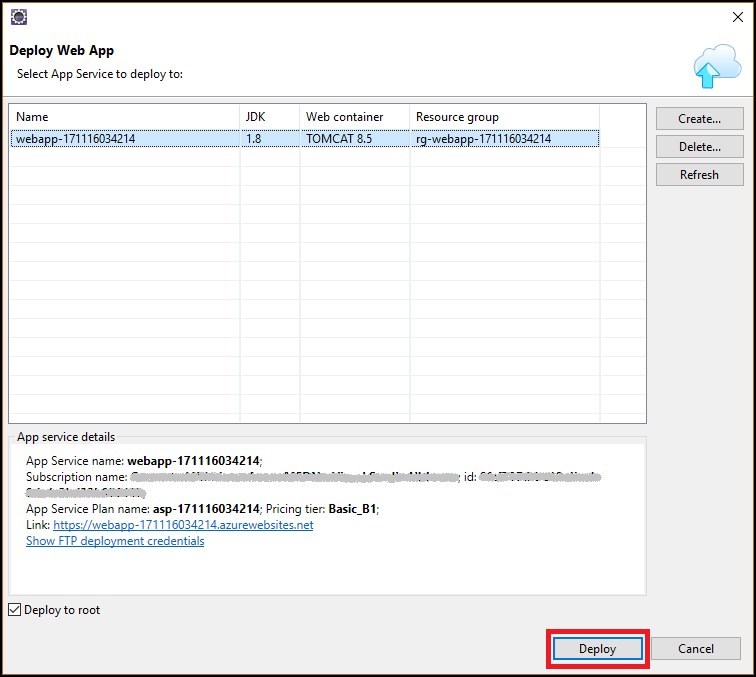 Deploy Web App
Select App Service to deploy to:
Name JDK Web container Resource group
webapp-171116034214 1.8 TOMCAT 8.5 rg-webapp-171116034214
Create...
Delete...
Refresh
App service details
App Service name: webapp-171116034214;
Subscription name: ; id:
App Service Plan name: asp-171116034214; Pricing tier: Basic_B1;
Link: https://webapp-171116034214.azurewebsites.net
Show FTP deployment credentials
Deploy to root
Deploy Cancel